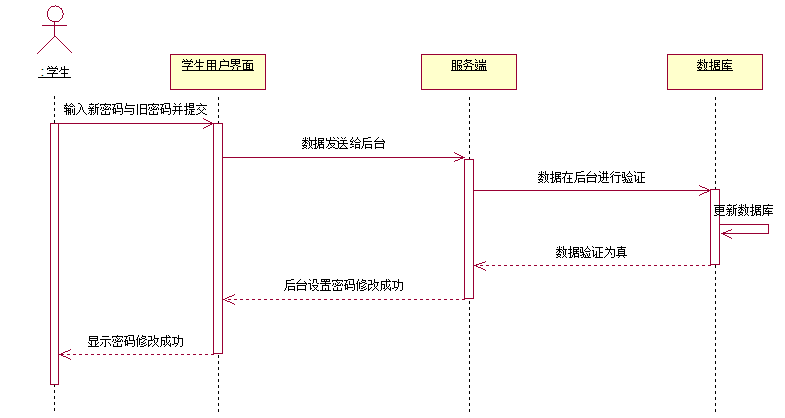 : 学生
学生用户界面
服务端
数据库
输入新密码与旧密码并提交
数据发送给后台
数据在后台进行验证
更新数据库
数据验证为真
后台设置密码修改成功
显示密码修改成功